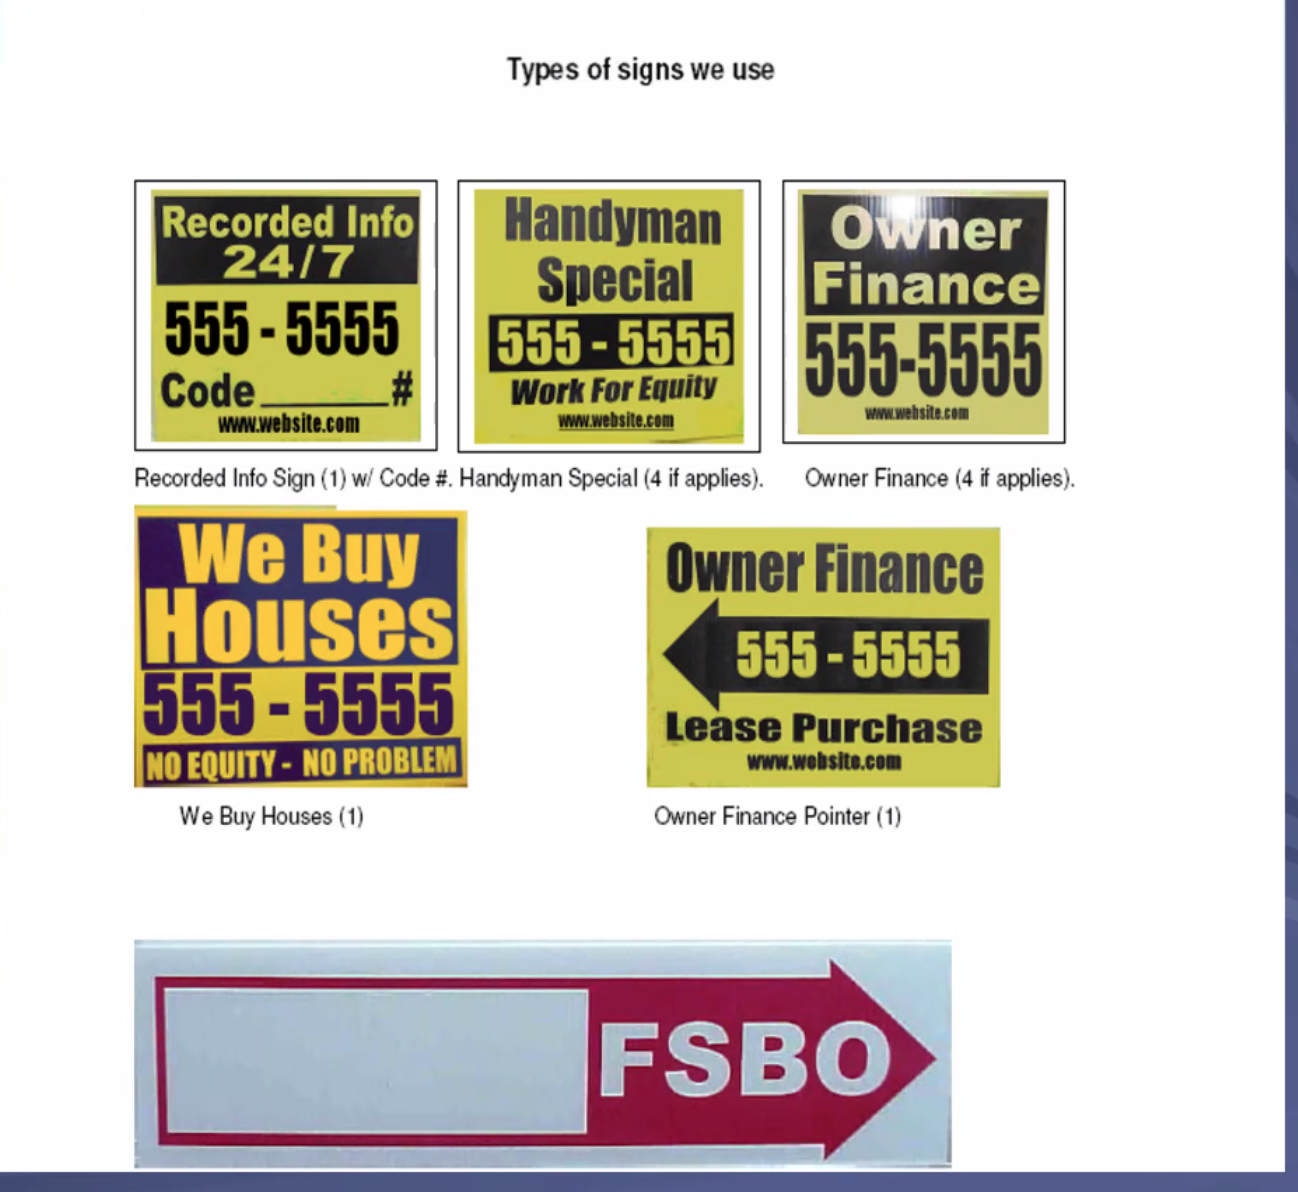 Types of signs we use
Recorded Info
24/7
555 - 5555
Code ______#
www.website.com
Handyman
Special
555 - 5555
Work For Equity
www.website.com
Owner
Finance
555-5555
www.website.com
Recorded Info Sign (1) w/ Code #. Handyman Special (4 if applies). Owner Finance (4 if applies).
We Buy
Houses
555 - 5555
NO EQUITY - NO PROBLEM
Owner Finance
555 - 5555
Lease Purchase
www.website.com
We Buy Houses (1)
Owner Finance Pointer (1)
FSBO